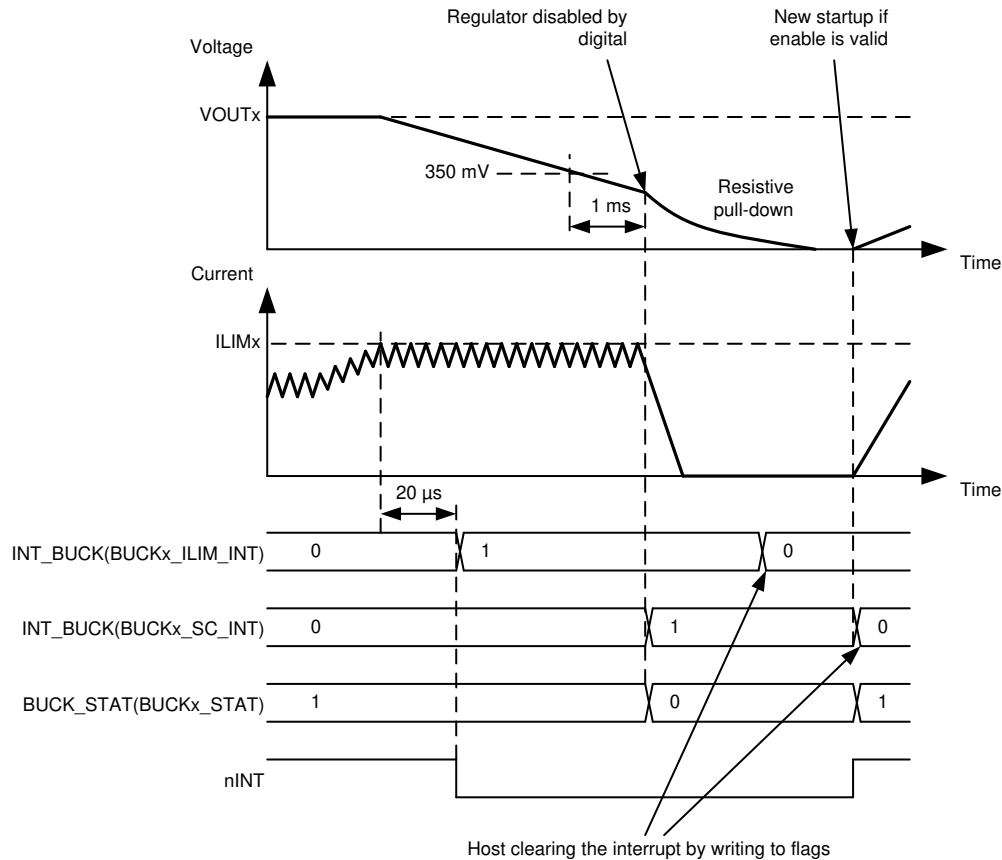 Regulator disabled by
digital
New startup if
enable is valid
Voltage
VOUTx
350 mV
1 ms
Resistive
pull-down
Time
Current
ILIMx
Time
20 µs
INT_BUCK(BUCKx_ILIM_INT)
0
1
0
INT_BUCK(BUCKx_SC_INT)
0
1
0
BUCK_STAT(BUCKx_STAT)
1
0
1
nINT
Host clearing the interrupt by writing to flags